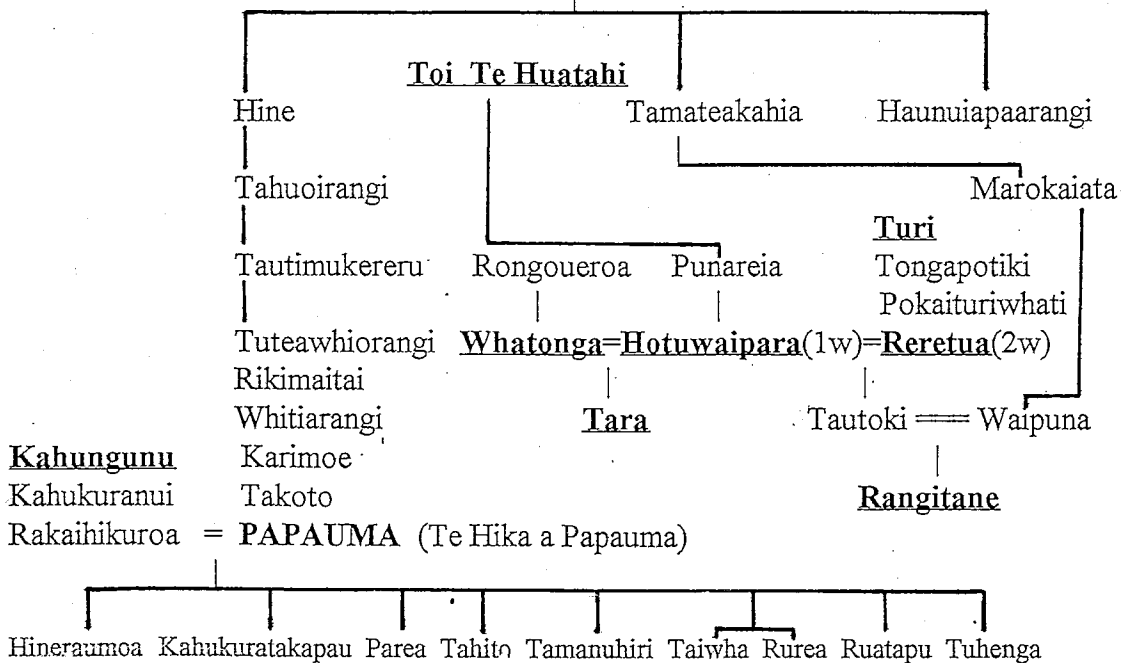 Toi Te Huatahi
Hine Tamateakahia Haunuiapaarangi
Tahuoirangi Marokaiata
Turi
Tautimukereru Rongoueroa Punareia Tongapotiki
Pokaituriwhati
Tuteawhiorangi Whatonga=Hotuwaipara(1w)=Reretua(2w)
Rikimaitai
Whitiarangi Tara Tautoki == Waipuna
Kahungunu Karimoe
Kahukuranui Takoto Rangitane
Rakaihikuroa = PAPAUMA (Te Hika a Papauma)
Hineraumoa Kahukuratakapau Parea Tahito Tamanuhiri Taiwha Rurea Ruatapu Tuhenga